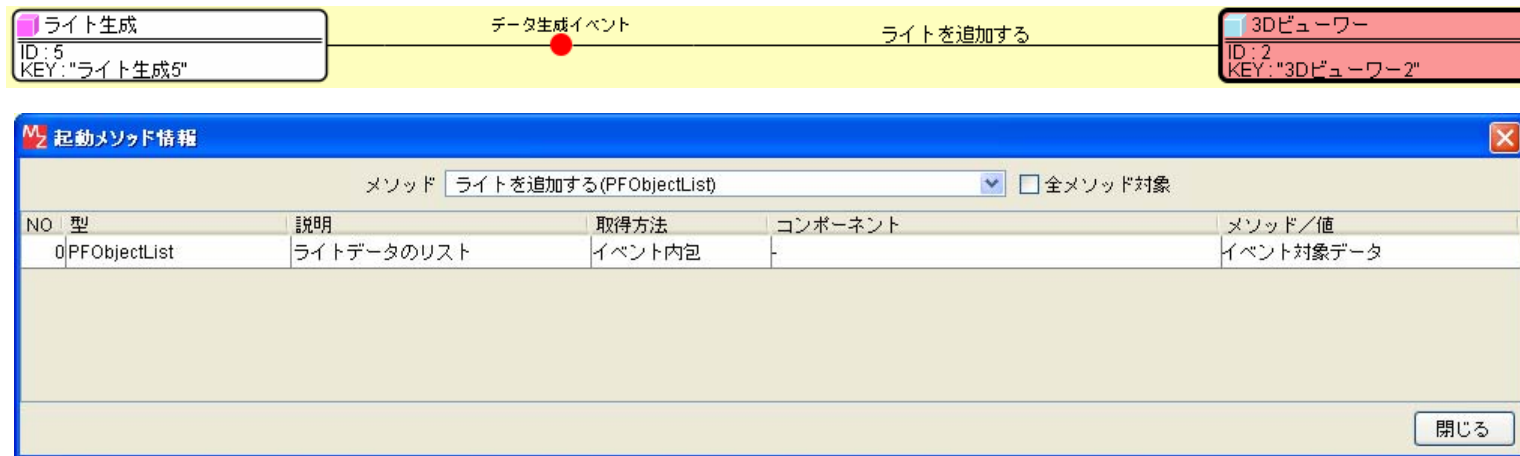 ライト生成
ID : 5
KEY : "ライト生成5"
データ生成イベント
ライトを追加する
3Dビューワー
ID : 2
KEY : "3Dビューワー2"
MZ 起動メソッド情報
メソッド ライトを追加する(PFObjectList) 全メソッド対象
NO 型 説明 取得方法 コンポーネント メソッド／値
0 PFObjectList ライトデータのリスト イベント内包 - イベント対象データ
閉じる